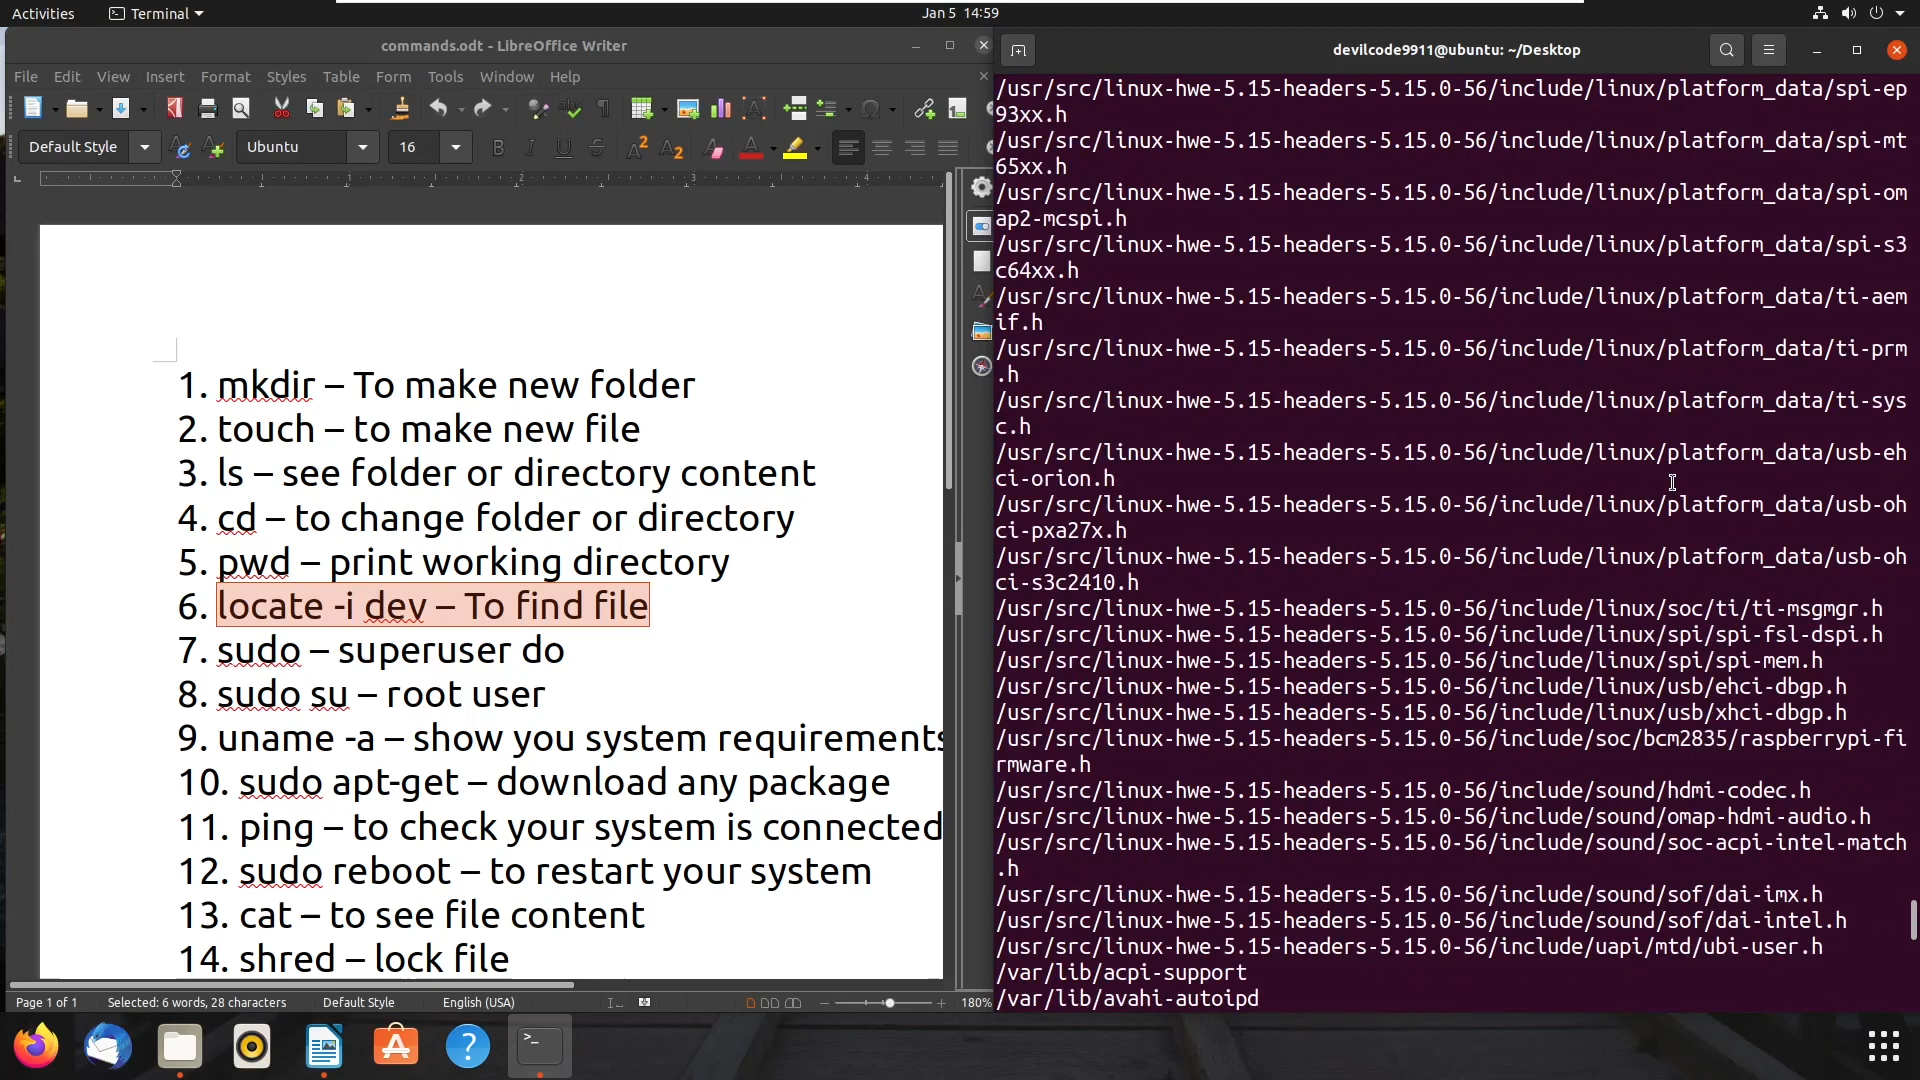 Activities
Terminal
Jan 5 14:59
commands.odt - LibreOffice Writer
File Edit View Insert Format Styles Table Form Tools Window Help
Default Style
Ubuntu
16
1
2
3
4
1. mkdir – To make new folder
2. touch – to make new file
3. ls – see folder or directory content
4. cd – to change folder or directory
5. pwd – print working directory
6. locate -i dev – To find file
7. sudo – superuser do
8. sudo su – root user
9. uname -a – show you system requirements
10. sudo apt-get – download any package
11. ping – to check your system is connected
12. sudo reboot – to restart your system
13. cat – to see file content
14. shred – lock file
Page 1 of 1
Selected: 6 words, 28 characters
Default Style
English (USA)
180%
devilcode9911@ubuntu: ~/Desktop
/usr/src/linux-hwe-5.15-headers-5.15.0-56/include/linux/platform_data/spi-ep
93xx.h
/usr/src/linux-hwe-5.15-headers-5.15.0-56/include/linux/platform_data/spi-mt
65xx.h
/usr/src/linux-hwe-5.15-headers-5.15.0-56/include/linux/platform_data/spi-om
ap2-mcspi.h
/usr/src/linux-hwe-5.15-headers-5.15.0-56/include/linux/platform_data/spi-s3
c64xx.h
/usr/src/linux-hwe-5.15-headers-5.15.0-56/include/linux/platform_data/ti-aem
if.h
/usr/src/linux-hwe-5.15-headers-5.15.0-56/include/linux/platform_data/ti-prm
.h
/usr/src/linux-hwe-5.15-headers-5.15.0-56/include/linux/platform_data/ti-sys
c.h
/usr/src/linux-hwe-5.15-headers-5.15.0-56/include/linux/platform_data/usb-eh
ci-orion.h
/usr/src/linux-hwe-5.15-headers-5.15.0-56/include/linux/platform_data/usb-oh
ci-pxa27x.h
/usr/src/linux-hwe-5.15-headers-5.15.0-56/include/linux/platform_data/usb-oh
ci-s3c2410.h
/usr/src/linux-hwe-5.15-headers-5.15.0-56/include/linux/soc/ti/ti-msgmgr.h
/usr/src/linux-hwe-5.15-headers-5.15.0-56/include/linux/spi/spi-fsl-dspi.h
/usr/src/linux-hwe-5.15-headers-5.15.0-56/include/linux/spi/spi-mem.h
/usr/src/linux-hwe-5.15-headers-5.15.0-56/include/linux/usb/ehci-dbgp.h
/usr/src/linux-hwe-5.15-headers-5.15.0-56/include/linux/usb/xhci-dbgp.h
/usr/src/linux-hwe-5.15-headers-5.15.0-56/include/soc/bcm2835/raspberrypi-fi
rmware.h
/usr/src/linux-hwe-5.15-headers-5.15.0-56/include/sound/hdmi-codec.h
/usr/src/linux-hwe-5.15-headers-5.15.0-56/include/sound/omap-hdmi-audio.h
/usr/src/linux-hwe-5.15-headers-5.15.0-56/include/sound/soc-acpi-intel-match
.h
/usr/src/linux-hwe-5.15-headers-5.15.0-56/include/sound/sof/dai-imx.h
/usr/src/linux-hwe-5.15-headers-5.15.0-56/include/sound/sof/dai-intel.h
/usr/src/linux-hwe-5.15-headers-5.15.0-56/include/uapi/mtd/ubi-user.h
/var/lib/acpi-support
/var/lib/avahi-autoipd